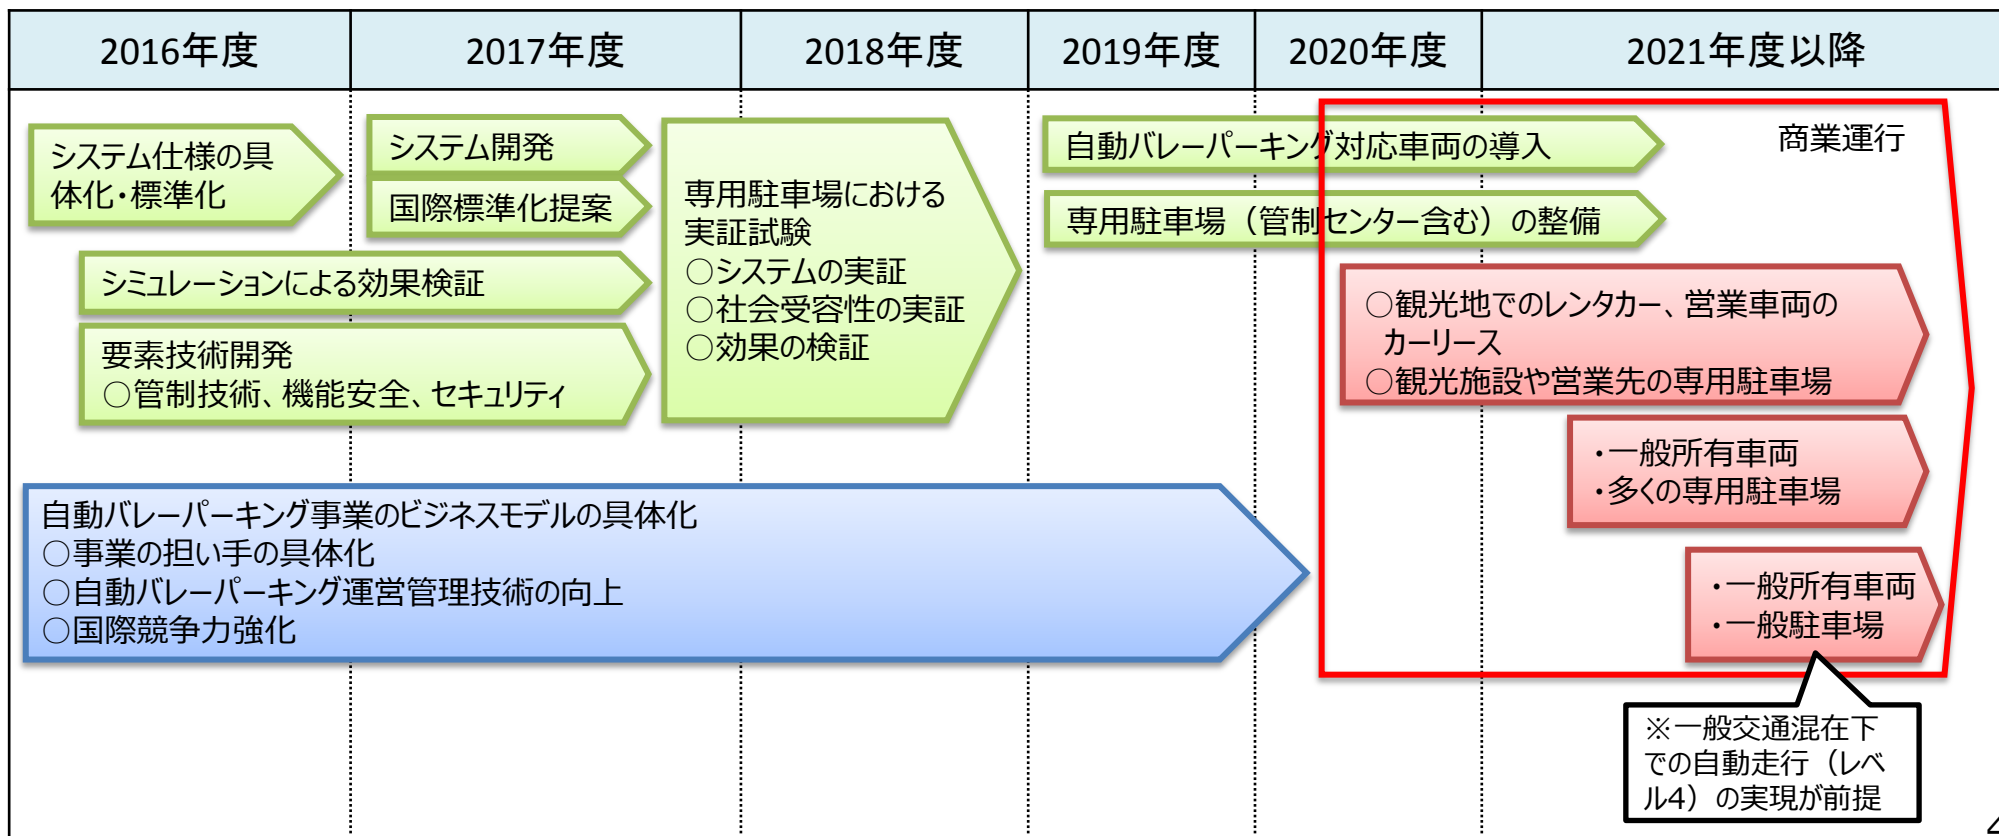 2016年度
2017年度
2018年度
2019年度
2020年度
2021年度以降
システム仕様の具
体化・標準化
システム開発
国際標準化提案
シミュレーションによる効果検証
要素技術開発
○管制技術、機能安全、セキュリティ
専用駐車場における
実証試験
○システムの実証
○社会受容性の実証
○効果の検証
自動バレーパーキング対応車両の導入
専用駐車場（管制センター含む）の整備
商業運行
○観光地でのレンタカー、営業車両の
カーリース
○観光施設や営業先の専用駐車場
・一般所有車両
・多くの専用駐車場
・一般所有車両
・一般駐車場
自動バレーパーキング事業のビジネスモデルの具体化
○事業の担い手の具体化
○自動バレーパーキング運営管理技術の向上
○国際競争力強化
※一般交通混在下
での自動走行（レベ
ル4）の実現が前提